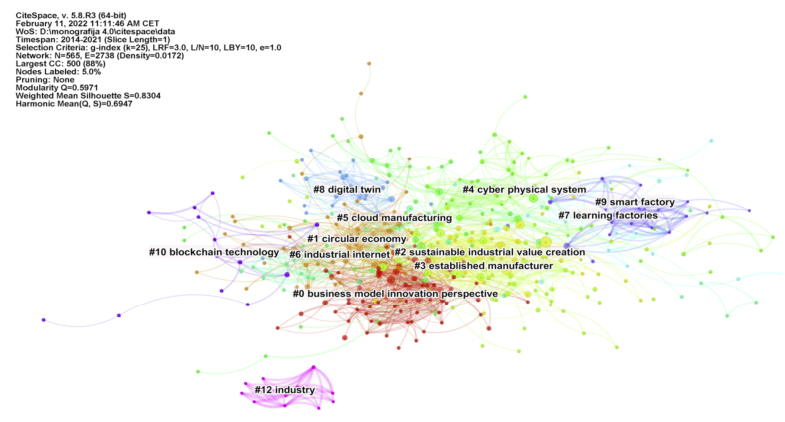 CiteSpace, v. 5.8.R3 (64-bit)
February 11, 2022 11:11:46 AM CET
WoS: D:\monografija 4.0\citespace\data
Timespan: 2014-2021 (Slice Length=1)
Selection Criteria: g-index (k=25), LRF=3.0, L/N=10, LBY=10, e=1.0
Network: N=565, E=2738 (Density=0.0172)
Largest CC: 500 (88%)
Nodes Labeled: 5.0%
Pruning: None
Modularity Q=0.5971
Weighted Mean Silhouette S=0.8304
Harmonic Mean(Q, S)=0.6947
#8 digital twin
#4 cyber physical system
#9 smart factory
#7 learning factories
#5 cloud manufacturing
#1 circular economy
#10 blockchain technology
#6 industrial internet
#2 sustainable industrial value creation
#3 established manufacturer
#0 business model innovation perspective
#12 industry